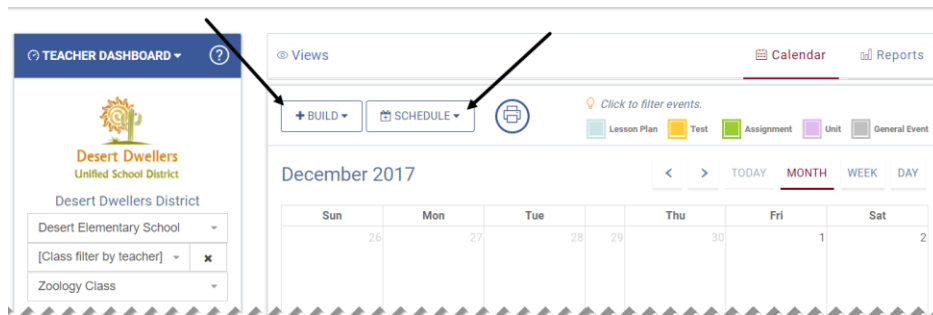 TEACHER DASHBOARD
?
Views
Calendar
Reports
+ BUILD
SCHEDULE
Click to filter events.
Lesson Plan
Test
Assignment
Unit
General Event
Desert Dwellers
Unified School District
Desert Dwellers District
Desert Elementary School
[Class filter by teacher]
×
Zoology Class
December 2017
< > TODAY MONTH WEEK DAY
Sun Mon Tue Thu Fri Sat
26 27 28 29 30 1 2